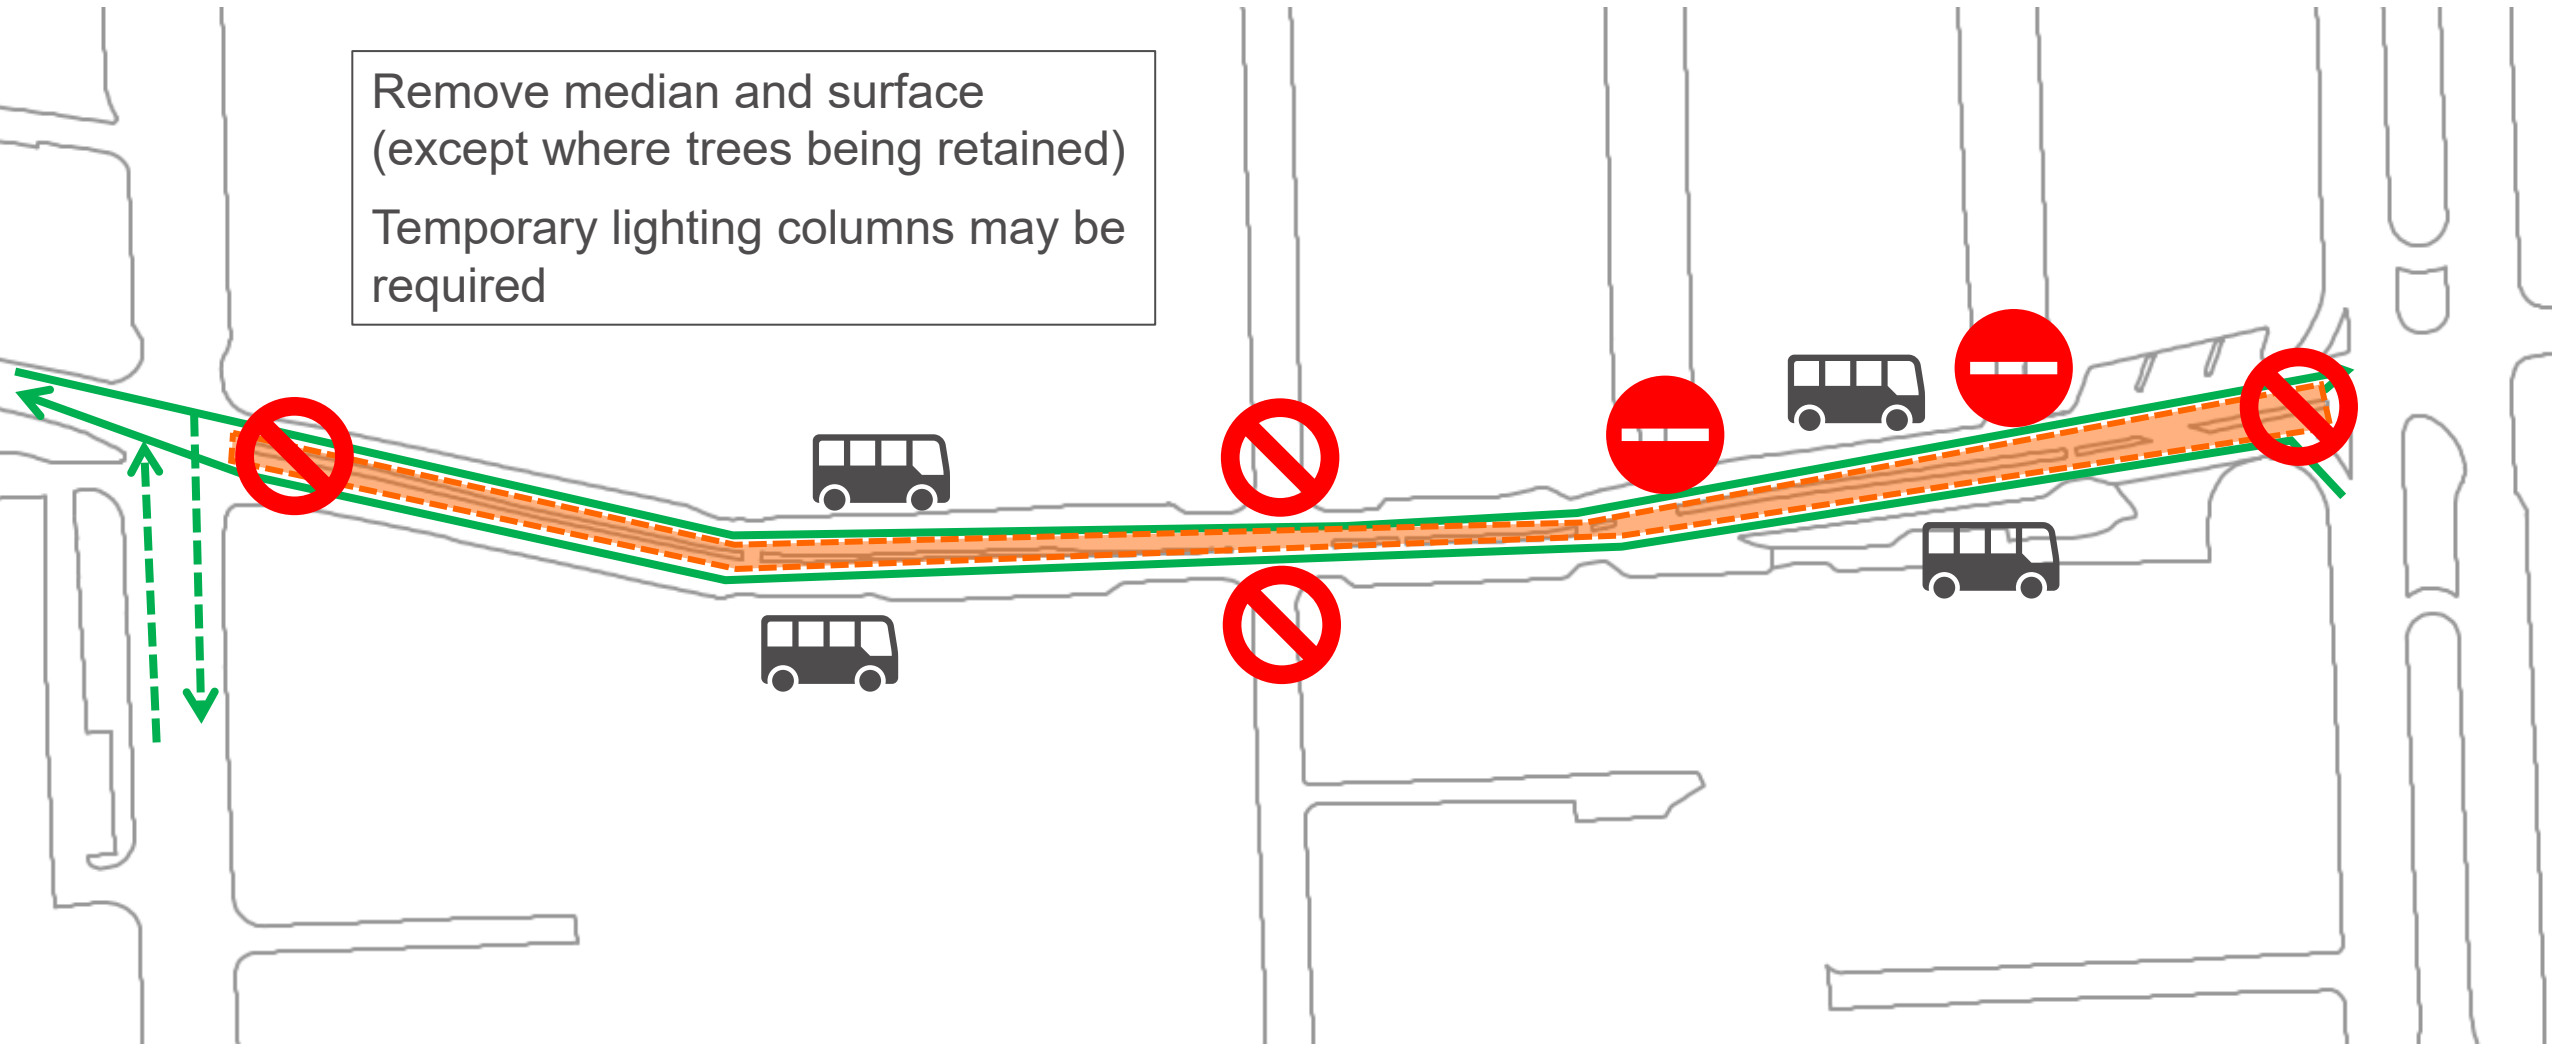 Remove median and surface
(except where trees being retained)
Temporary lighting columns may be
required